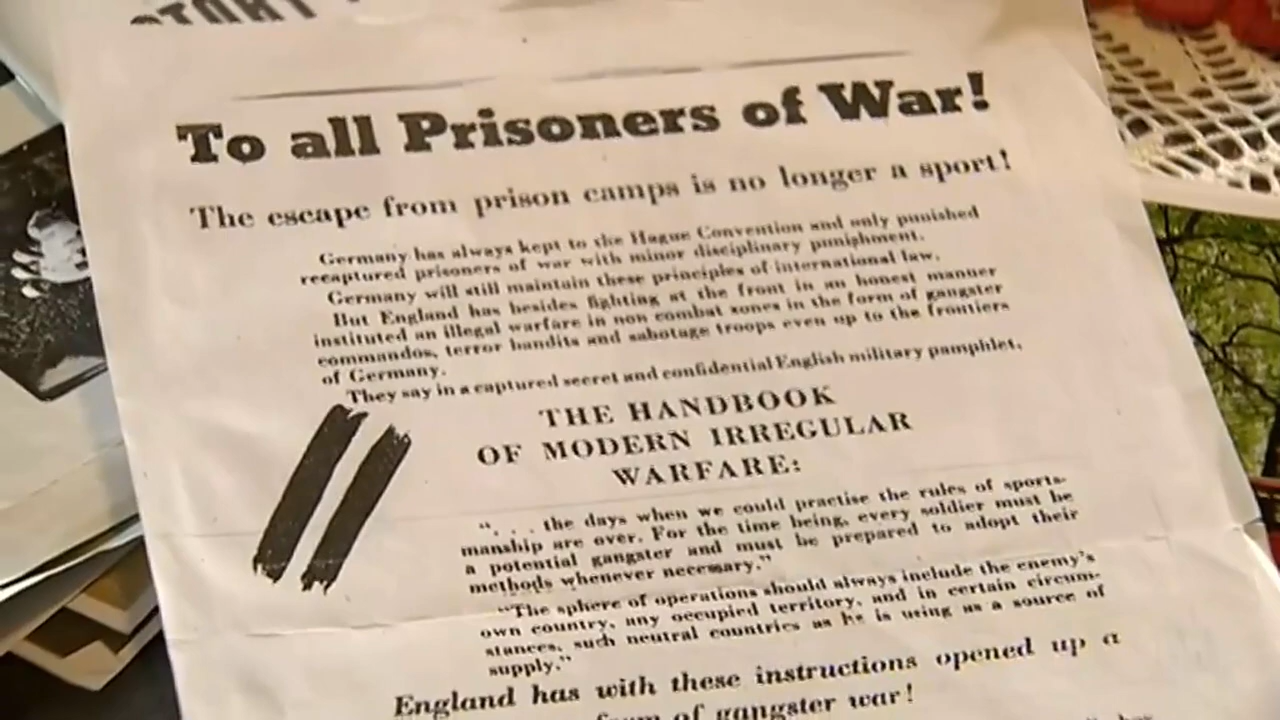 To all Prisoners of War!
The escape from prison camps is no longer a sport!
Germany has always kept to the Hague Convention and only punished
recaptured prisoners of war with minor disciplinary punishment.
Germany will still maintain these principles of international law.
But England has besides fighting at the front in an honest manner
instituted an illegal warfare in non combat zones in the form of gangster
commandos, terror bandits and sabotage troops even up to the frontiers
of Germany.
They say in a captured secret and confidential English military pamphlet,
THE HANDBOOK
OF MODERN IRREGULAR
WARFARE:
". . . the days when we could practise the rules of sports-
manship are over. For the time being, every soldier must be
a potential gangster and must be prepared to adopt their
methods whenever necessary."
"The sphere of operations should always include the enemy's
own country, any occupied territory, and in certain circum-
stances, such neutral countries as he is using as a source of
supply."
England has with these instructions opened up a
of gangster war!